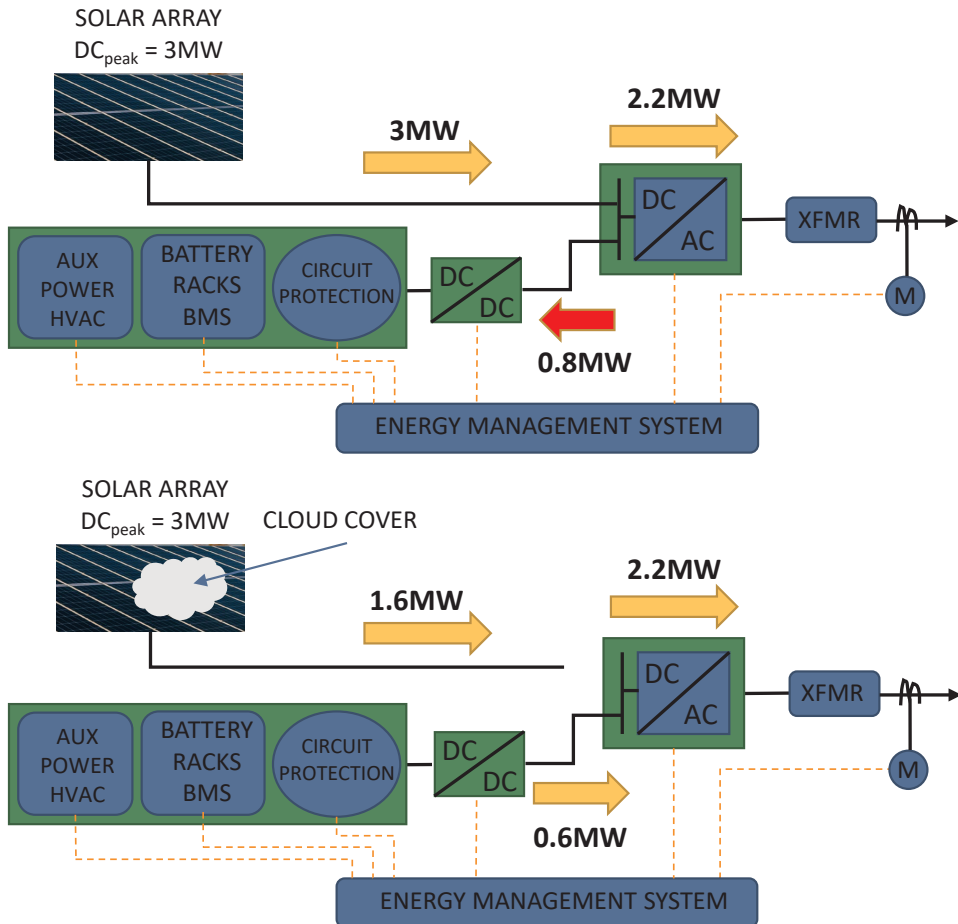 SOLAR ARRAY
DCpeak = 3MW
3MW
2.2MW
DC
AC
XFMR
M
AUX
POWER
HVAC
BATTERY
RACKS
BMS
CIRCUIT
PROTECTION
DC
DC
0.8MW
ENERGY MANAGEMENT SYSTEM
SOLAR ARRAY
DCpeak = 3MW
CLOUD COVER
1.6MW
2.2MW
DC
AC
XFMR
M
AUX
POWER
HVAC
BATTERY
RACKS
BMS
CIRCUIT
PROTECTION
DC
DC
0.6MW
ENERGY MANAGEMENT SYSTEM